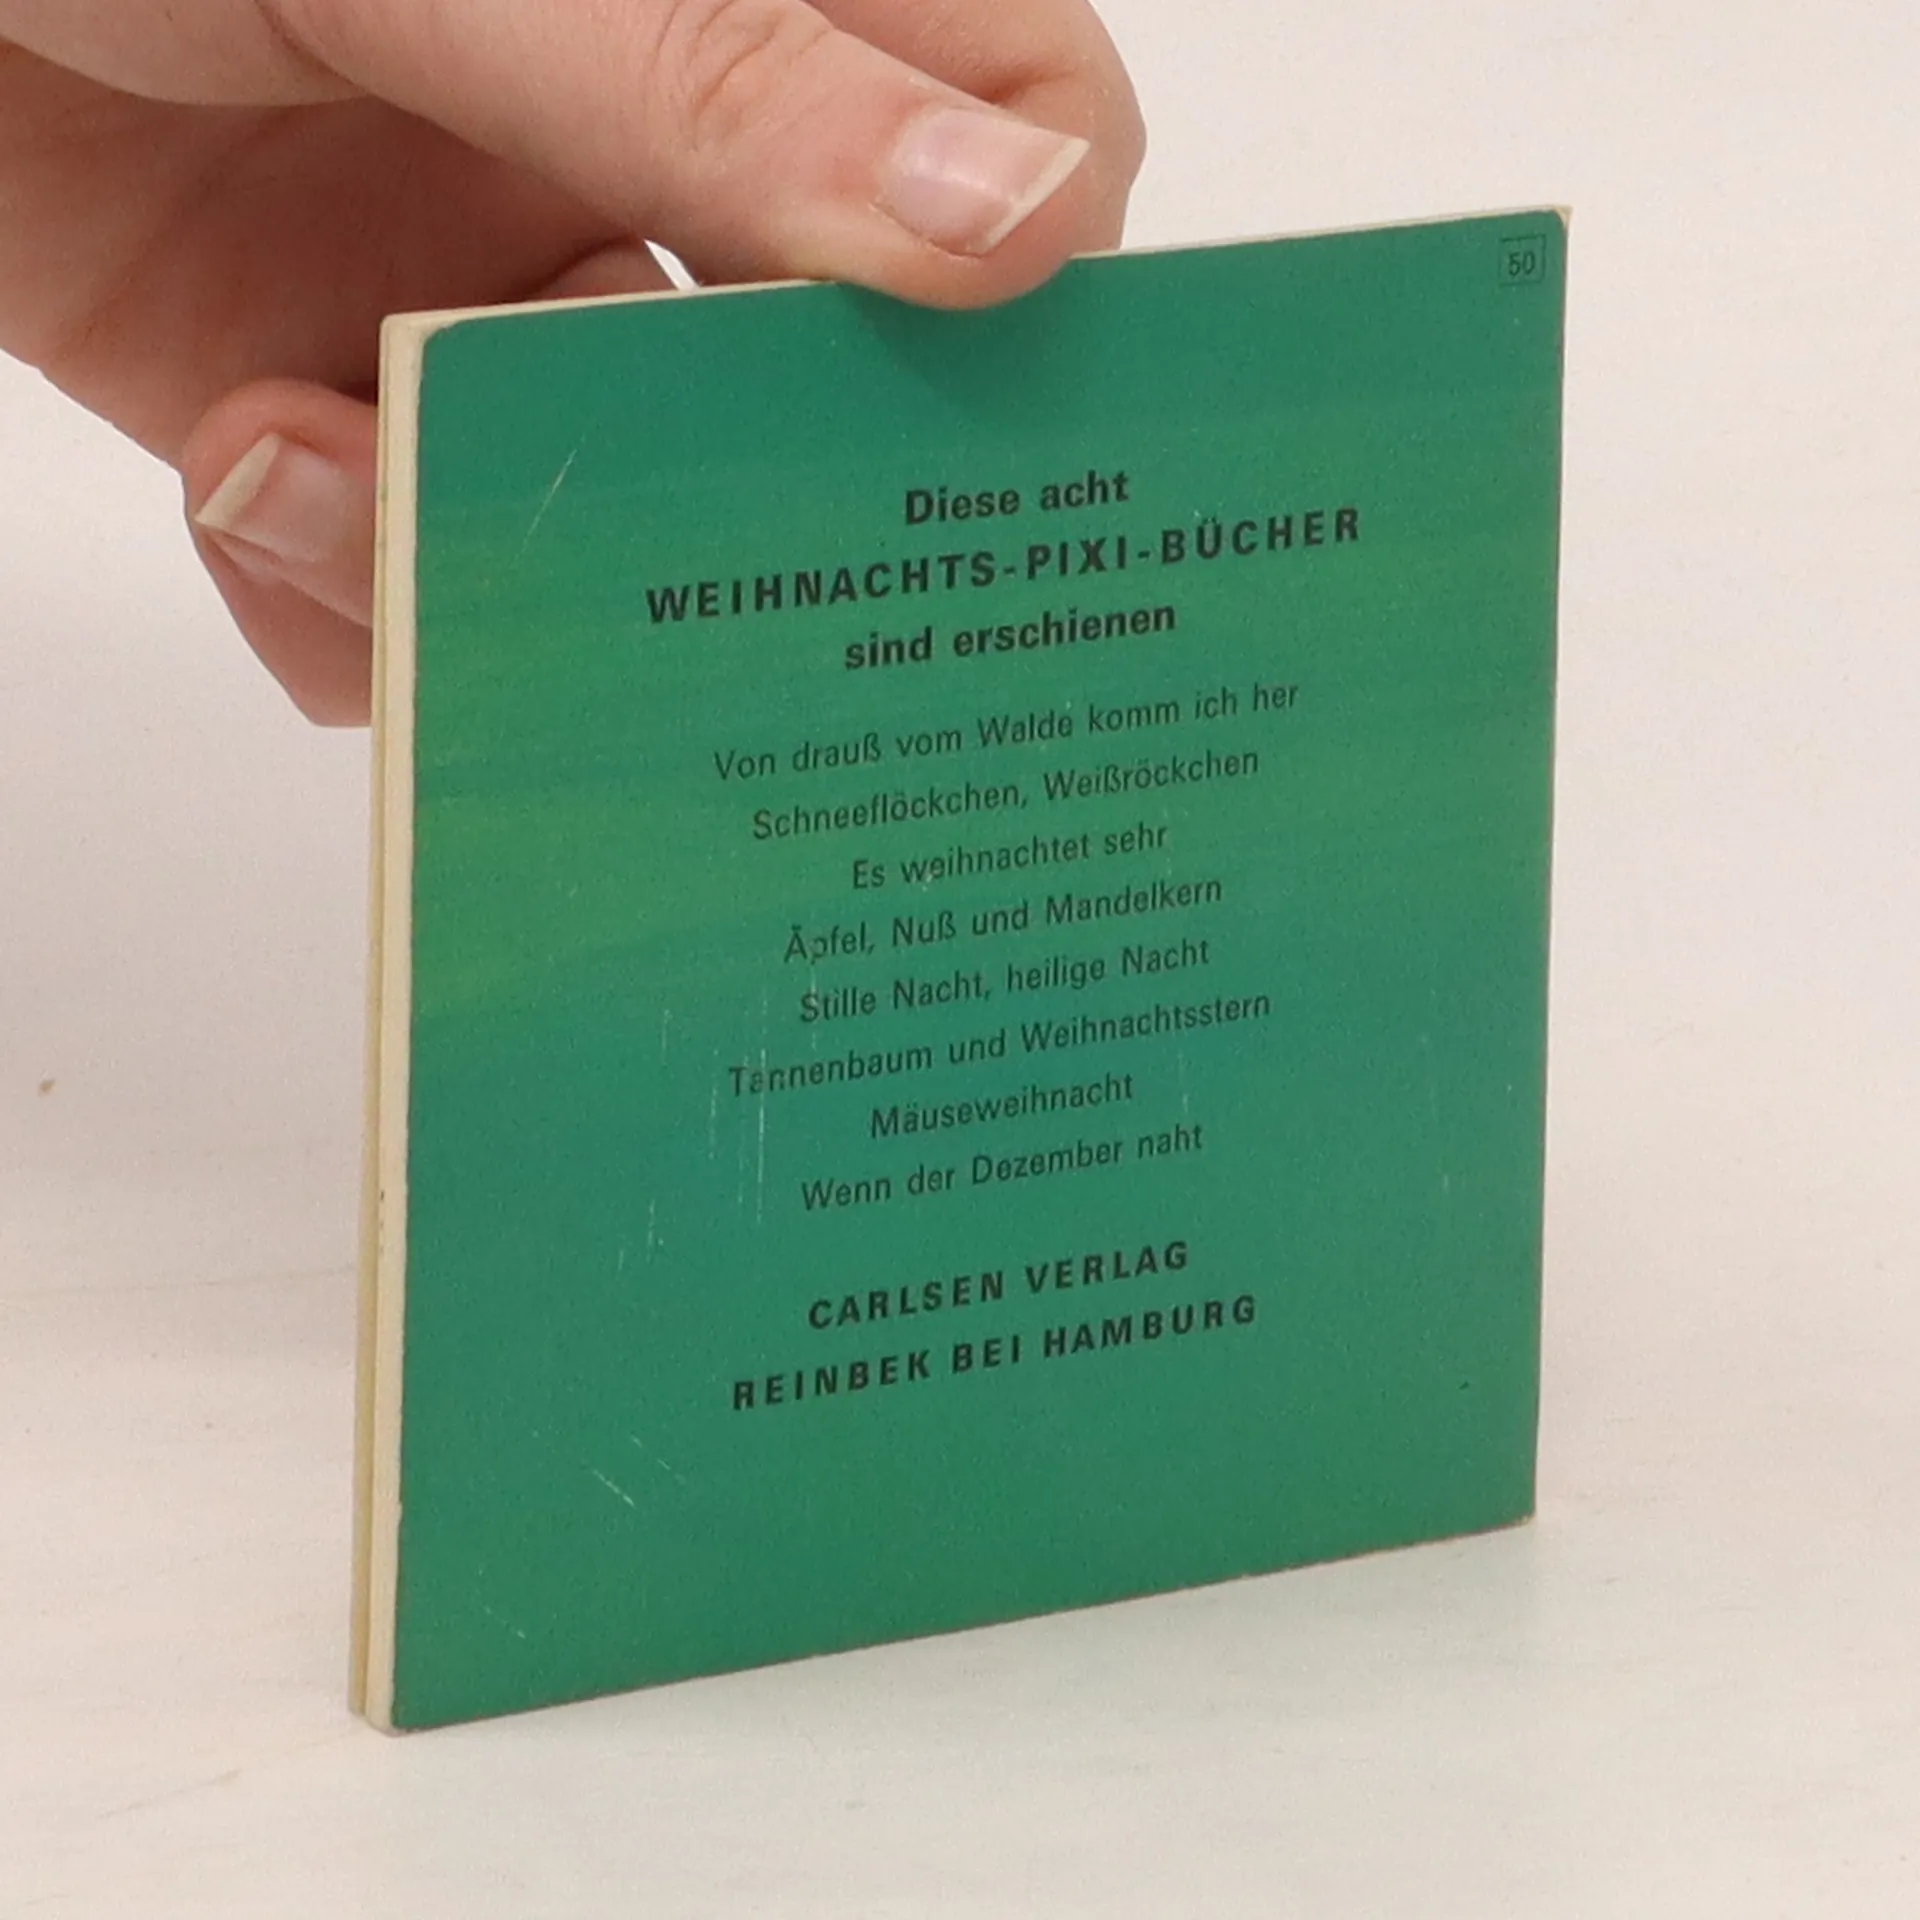 50
Diese acht
WEIHNACHTS-PIXI-BÜCHER
sind erschienen
Von drauß vom Walde komm ich her
Schneeflöckchen, Weißröckchen
Es weihnachtet sehr
Äpfel, Nuß und Mandelkern
Stille Nacht, heilige Nacht
Tannenbaum und Weihnachtsstern
Mäuseweihnacht
Wenn der Dezember naht
CARLSEN VERLAG
REINBEK BEI HAMBURG